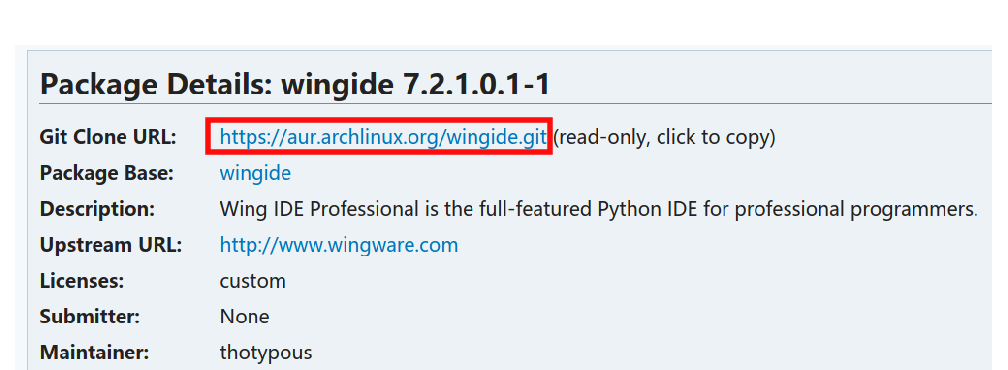 Package Details: wingide 7.2.1.0.1-1
Git Clone URL: https://aur.archlinux.org/wingide.git (read-only, click to copy)
Package Base: wingide
Description: Wing IDE Professional is the full-featured Python IDE for professional programmers.
Upstream URL: http://www.wingware.com
Licenses: custom
Submitter: None
Maintainer: thotypous